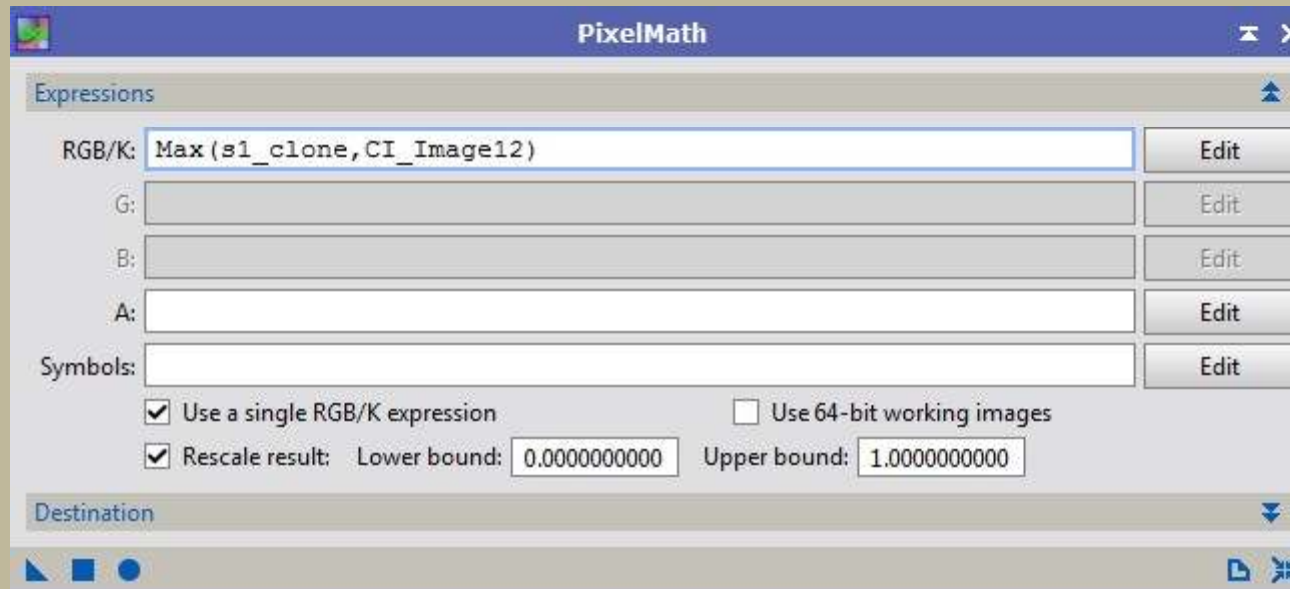 PixelMath
Expressions
RGB/K: Max(s1_clone,CI_Image12) Edit
G: Edit
B: Edit
A: Edit
Symbols: Edit
Use a single RGB/K expression Use 64-bit working images
Rescale result: Lower bound: 0.0000000000 Upper bound: 1.0000000000
Destination